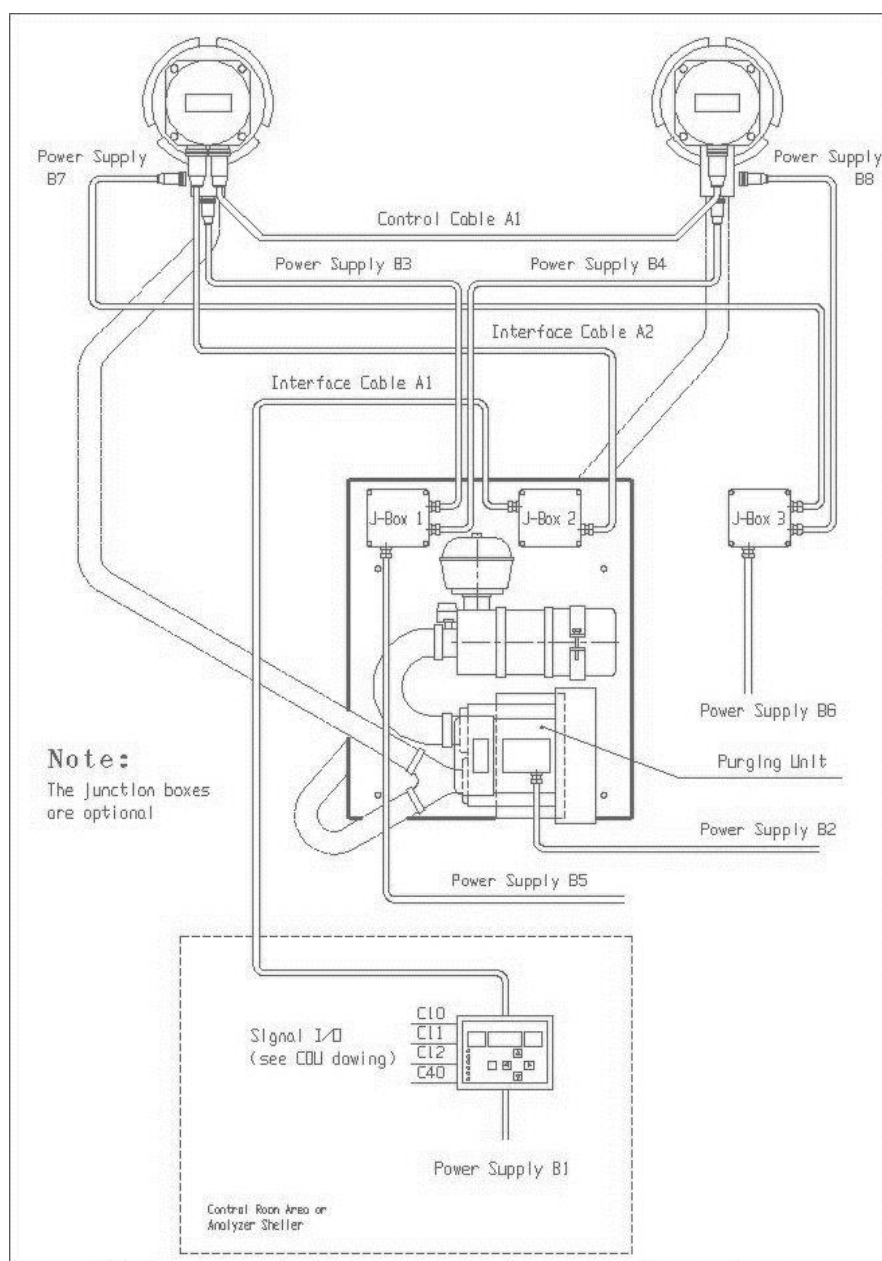 Power Supply
B7
Power Supply
B8
Control Cable A1
Power Supply B3
Power Supply B4
Interface Cable A2
Interface Cable A1
J-Box 1
J-Box 2
J-Box 3
Power Supply B6
Note:
The junction boxes
are optional
Purging Unit
Power Supply B2
Power Supply B5
C10
Signal I/O
C11
(see COU dowing)
C12
C40
Power Supply B1
Control Room Area or
Analyzer Sheller